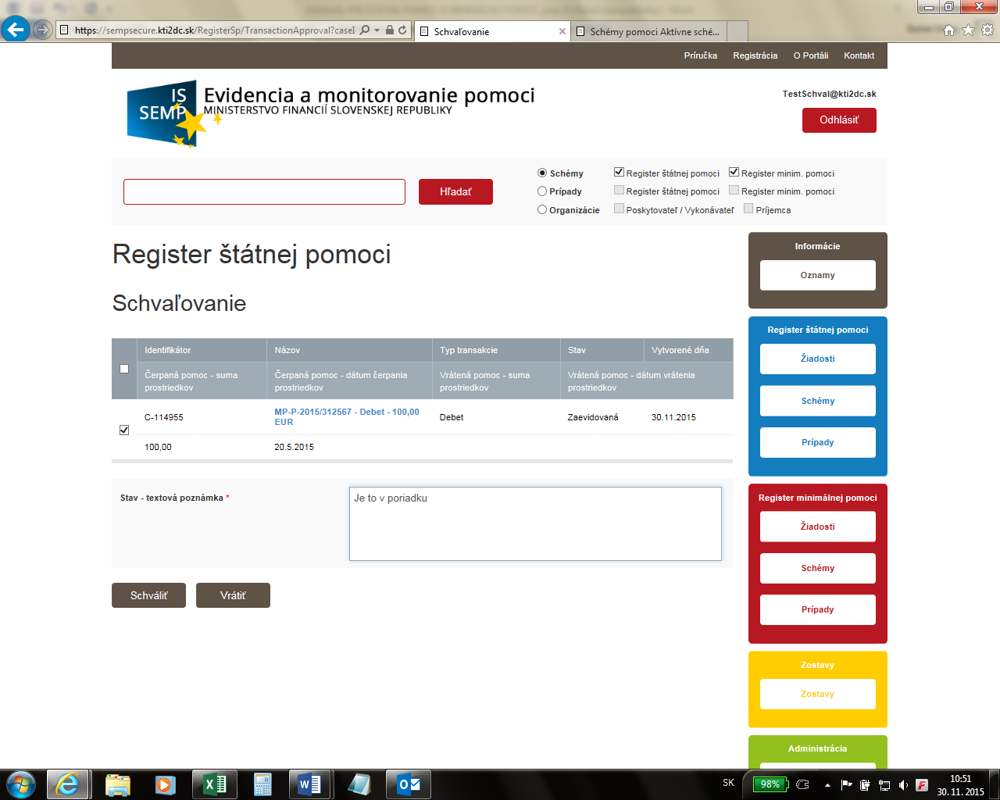 https://sempsecure.kti2dc.sk/RegisterSp/TransactionApproval?caseI
Schvaľovanie
Schémy pomoci Aktívne sché...
Príručka Registrácia O Portáli Kontakt
IS SEMP
Evidencia a monitorovanie pomoci
MINISTERSTVO FINANCIÍ SLOVENSKEJ REPUBLIKY
TestSchval@kti2dc.sk
Odhlásiť
Hľadať
Schémy Register štátnej pomoci Register minim. pomoci
Prípady Register štátnej pomoci Register minim. pomoci
Organizácie Poskytovateľ / Vykonávateľ Príjemca
Register štátnej pomoci
Schvaľovanie
Identifikátor Názov Typ transakcie Stav Vytvorené dňa
Čerpaná pomoc - suma prostriedkov
Čerpaná pomoc - dátum čerpania prostriedkov
Vrátená pomoc - suma prostriedkov
Vrátená pomoc - dátum vrátenia prostriedkov
C-114955 MP-P-2015/312567 - Debet - 100,00 EUR Debet Zaevidovaná 30.11.2015
100,00 20.5.2015
Stav - textová poznámka *
Je to v poriadku
Schváliť Vrátiť
Informácie
Oznamy
Register štátnej pomoci
Žiadosti
Schémy
Prípady
Register minimálnej pomoci
Žiadosti
Schémy
Prípady
Zostavy
Zostavy
Administrácia
SK
98%
10:51
30. 11. 2015